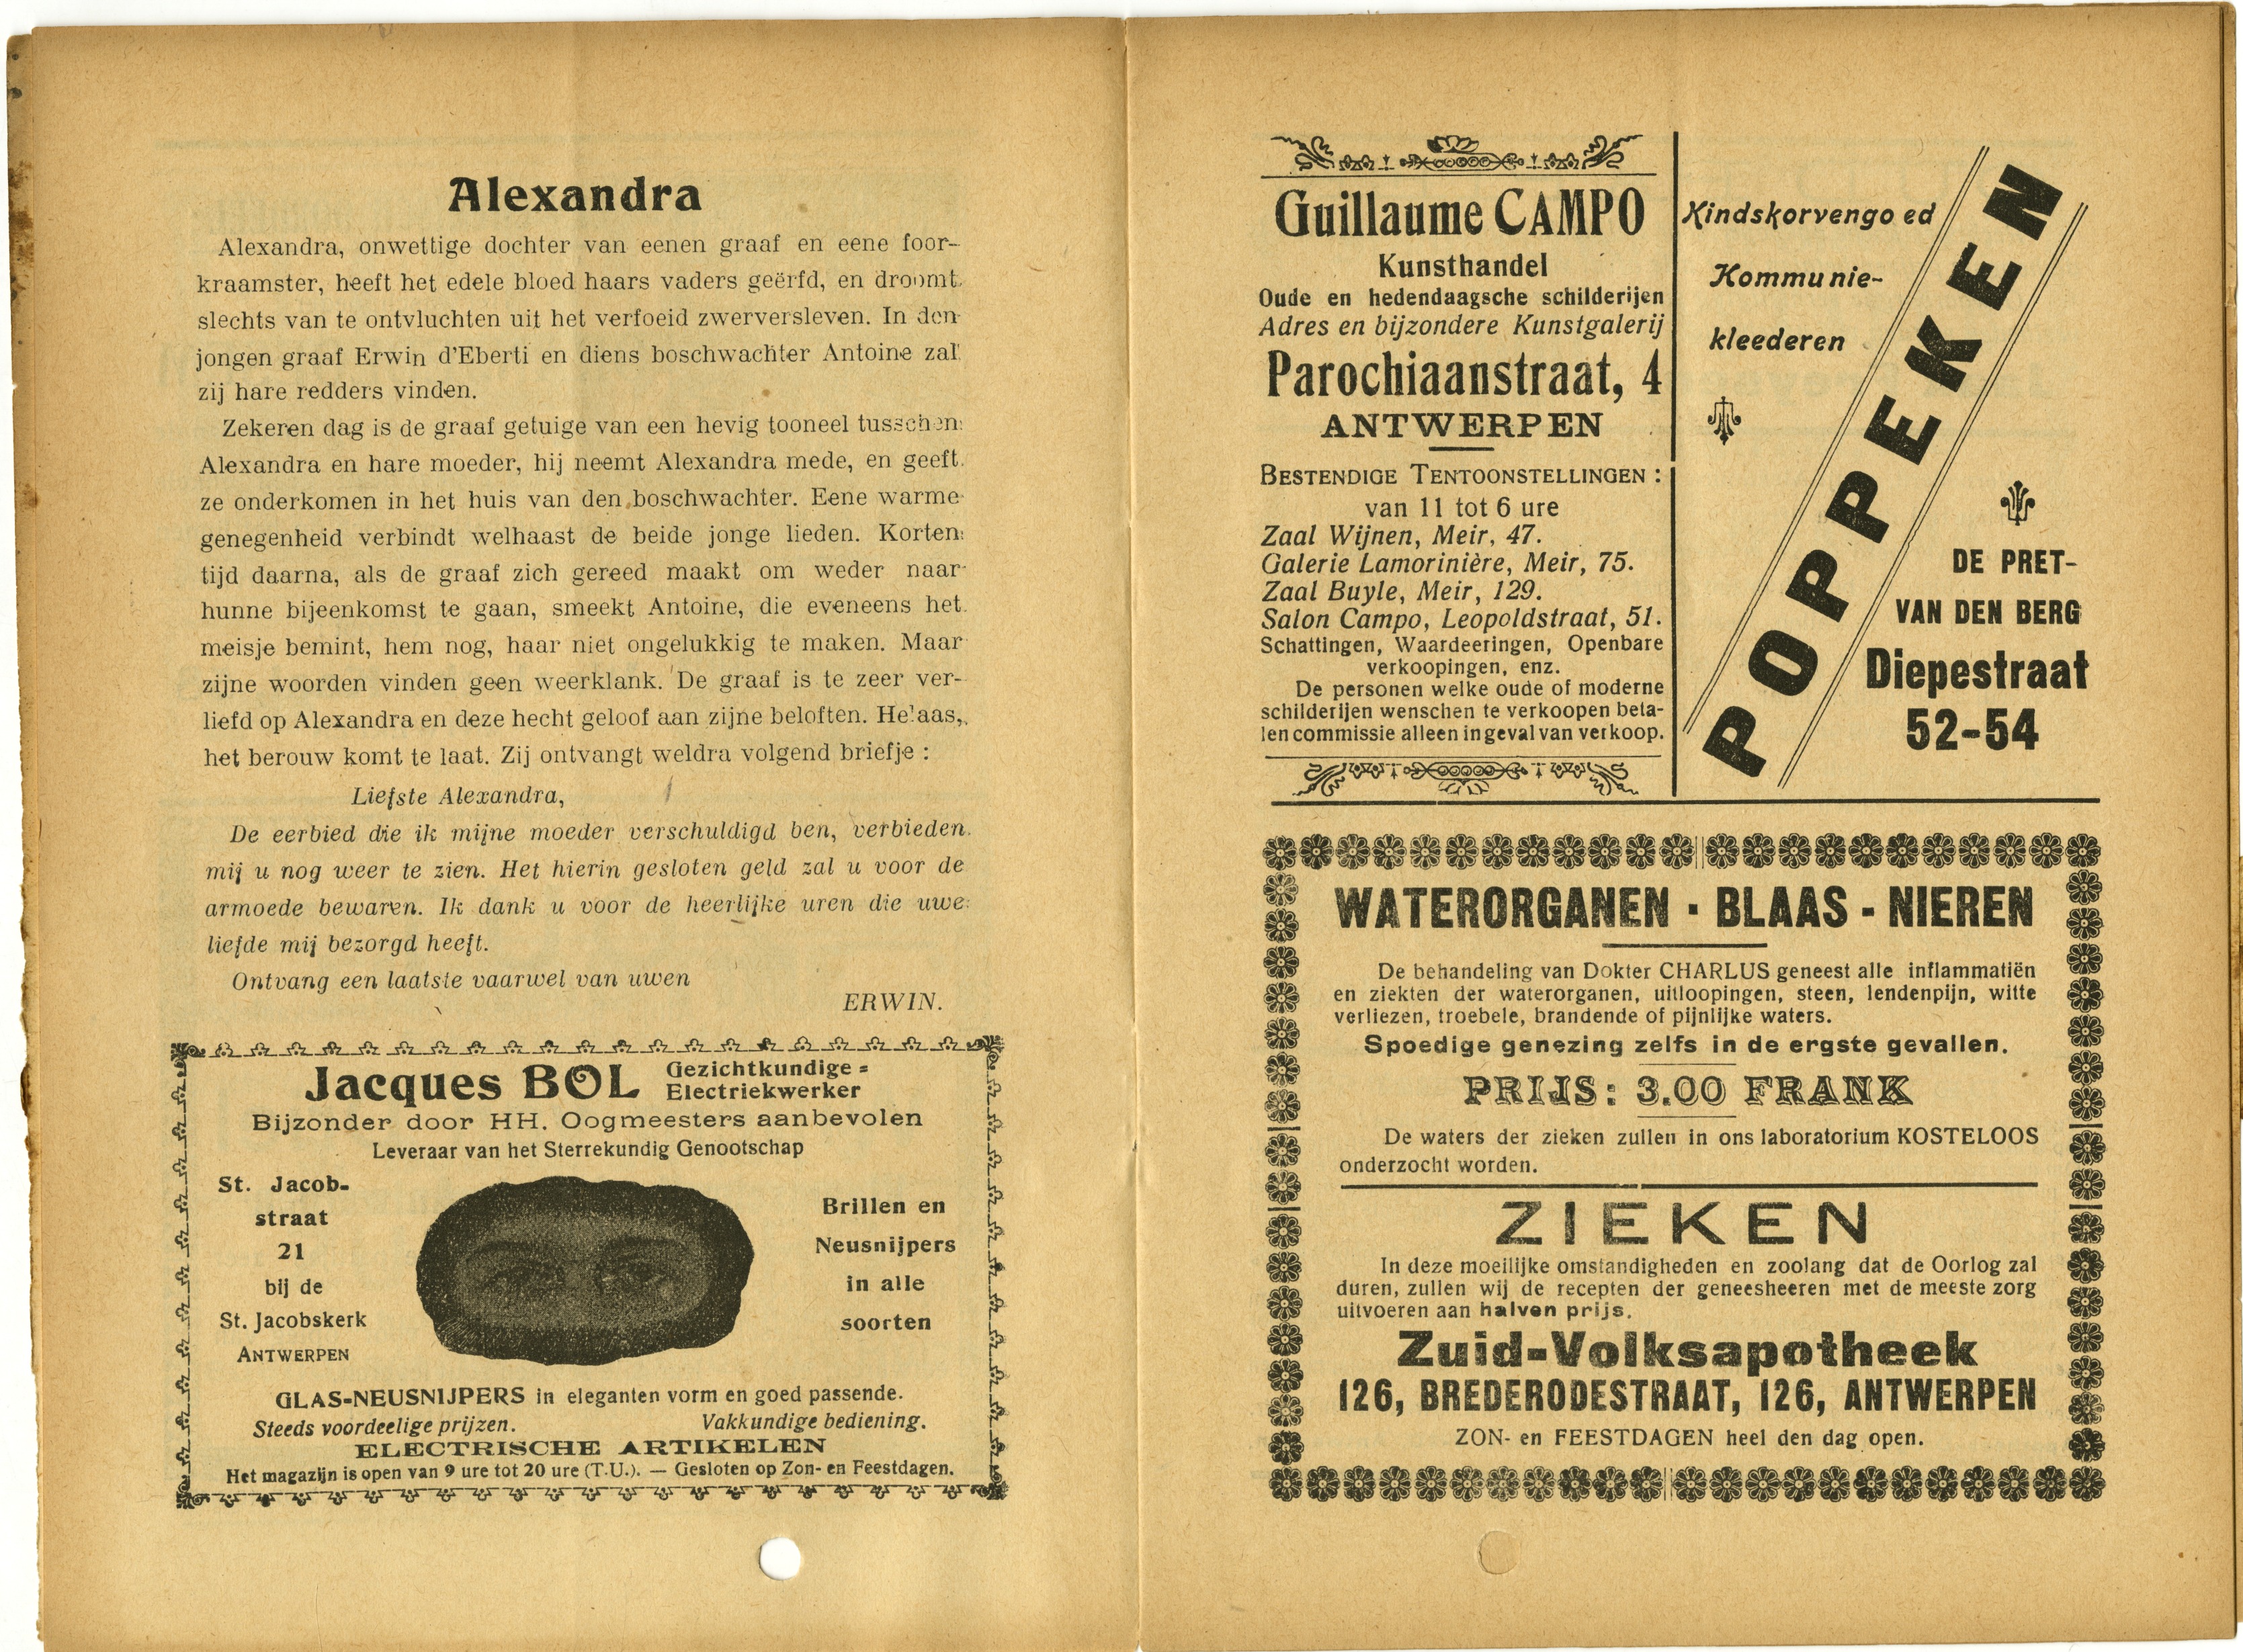 Alexandra
Alexandra, onwettige dochter van eenen graaf en eene foor-
kraamster, heeft het edele bloed haars vaders geërfd, en droomt
slechts van te ontvluchten uit het verfoeid zwerversleven. In den
jongen graaf Erwin d'Eberti en diens boschwachter Antoine zal
zij hare redders vinden.
Zekeren dag is de graaf getuige van een hevig tooneel tusschen
Alexandra en hare moeder, hij neemt Alexandra mede, en geeft
ze onderkomen in het huis van den boschwachter. Eene warme
genegenheid verbindt welhaast de beide jonge lieden. Korten
tijd daarna, als de graaf zich gereed maakt om weder naar
hunne bijeenkomst te gaan, smeekt Antoine, die eveneens het
meisje bemint, hem nog, haar niet ongelukkig te maken. Maar
zijne woorden vinden geen weerklank. De graaf is te zeer ver-
liefd op Alexandra en deze hecht geloof aan zijne beloften. Helaas,
het berouw komt te laat. Zij ontvangt weldra volgend briefje :
Liefste Alexandra,
De eerbied die ik mijne moeder verschuldigd ben, verbieden
mij u nog weer te zien. Het hierin gesloten geld zal u voor de
armoede bewaren. Ik dank u voor de heerlijke uren die uwe
liefde mij bezorgd heeft.
Ontvang een laatste vaarwel van uwen
ERWIN.
Jacques BOL Gezichtkundige =
Electriekwerker
Bijzonder door HH. Oogmeesters aanbevolen
Leveraar van het Sterrekundig Genootschap
St. Jacob-
straat
21
bij de
St. Jacobskerk
ANTWERPEN
Brillen en
Neusnijpers
in alle
soorten
GLAS-NEUSNIJPERS in eleganten vorm en goed passende.
Steeds voordeelige prijzen. Vakkundige bediening.
ELECTRISCHE ARTIKELEN
Het magazijn is open van 9 ure tot 20 ure (T.U.). — Gesloten op Zon- en Feestdagen.
Guillaume CAMPO
Kunsthandel
Oude en hedendaagsche schilderijen
Adres en bijzondere Kunstgalerij
Parochiaanstraat, 4
ANTWERPEN
BESTENDIGE TENTOONSTELLINGEN :
van 11 tot 6 ure
Zaal Wijnen, Meir, 47.
Galerie Lamorinière, Meir, 75.
Zaal Buyle, Meir, 129.
Salon Campo, Leopoldstraat, 51.
Schattingen, Waardeeringen, Openbare
verkoopingen, enz.
De personen welke oude of moderne
schilderijen wenschen te verkoopen beta-
len commissie alleen in geval van verkoop.
Kindskorvengoed
Kommunie-
kleederen
POPPEKEN
DE PRET-
VAN DEN BERG
Diepestraat
52-54
WATERORGANEN - BLAAS - NIEREN
De behandeling van Dokter CHARLUS geneest alle inflammatiën
en ziekten der waterorganen, uitloopingen, steen, lendenpijn, witte
verliezen, troebele, brandende of pijnlijke waters.
Spoedige genezing zelfs in de ergste gevallen.
PRIJS: 3.00 FRANK
De waters der zieken zullen in ons laboratorium KOSTELOOS
onderzocht worden.
ZIEKEN
In deze moeilijke omstandigheden en zoolang dat de Oorlog zal
duren, zullen wij de recepten der geneesheeren met de meeste zorg
uitvoeren aan halven prijs.
Zuid-Volksapotheek
126, BREDERODESTRAAT, 126, ANTWERPEN
ZON- en FEESTDAGEN heel den dag open.